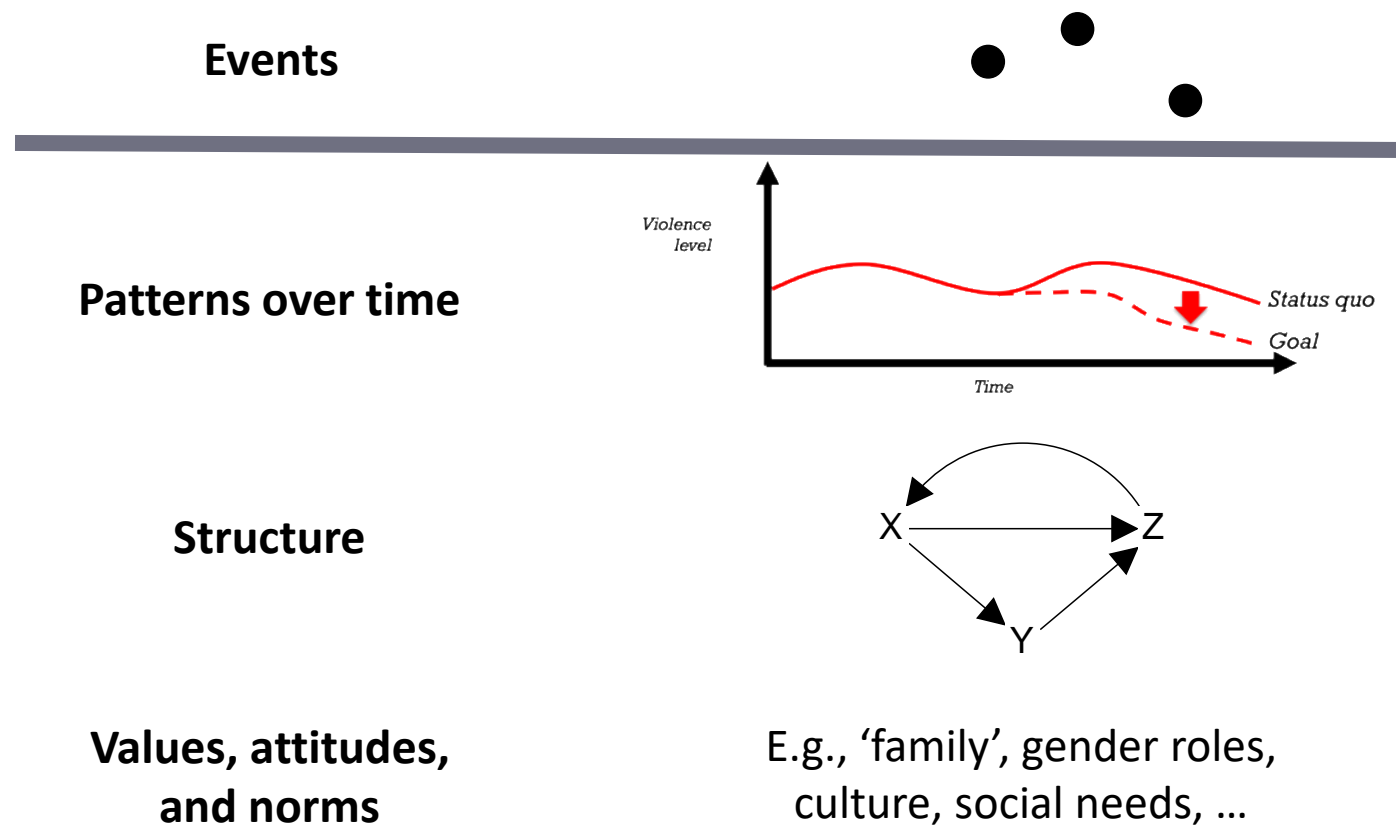 Events
Violence
level
Patterns over time
Status quo
Goal
Time
Structure
X
Z
Y
Values, attitudes,
and norms
E.g., ‘family’, gender roles,
culture, social needs, …